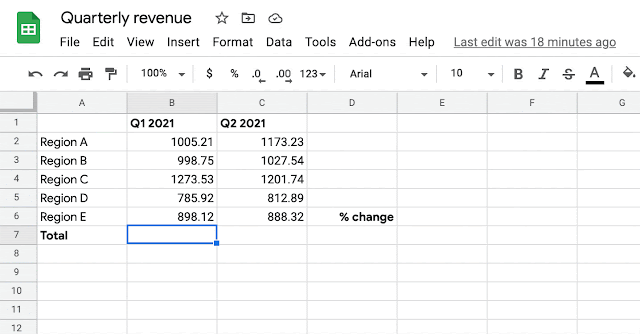 Quarterly revenue
File Edit View Insert Format Data Tools Add-ons Help Last edit was 18 minutes ago
100% $ % .0 .00 123 Arial 10 B I S A
A B C D E F G
1 Q1 2021 Q2 2021
2 Region A 1005.21 1173.23
3 Region B 998.75 1027.54
4 Region C 1273.53 1201.74
5 Region D 785.92 812.89
6 Region E 898.12 888.32 % change
7 Total
8
9
10
11
12